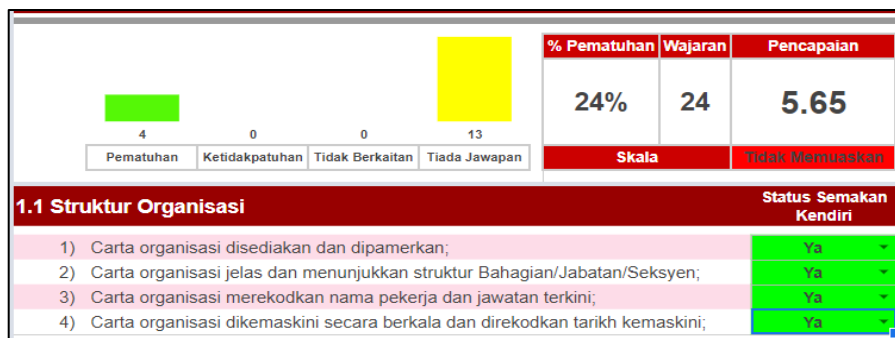 % Pematuhan Wajaran Pencapaian
24% 24 5.65
4 0 0 13
Pematuhan Ketidakpatuhan Tidak Berkaitan Tiada Jawapan
Skala Tidak Memuaskan
1.1 Struktur Organisasi
Status Semakan
Kendiri
1) Carta organisasi disediakan dan dipamerkan; Ya
2) Carta organisasi jelas dan menunjukkan struktur Bahagian/Jabatan/Seksyen; Ya
3) Carta organisasi merekodkan nama pekerja dan jawatan terkini; Ya
4) Carta organisasi dikemaskini secara berkala dan direkodkan tarikh kemaskini; Ya